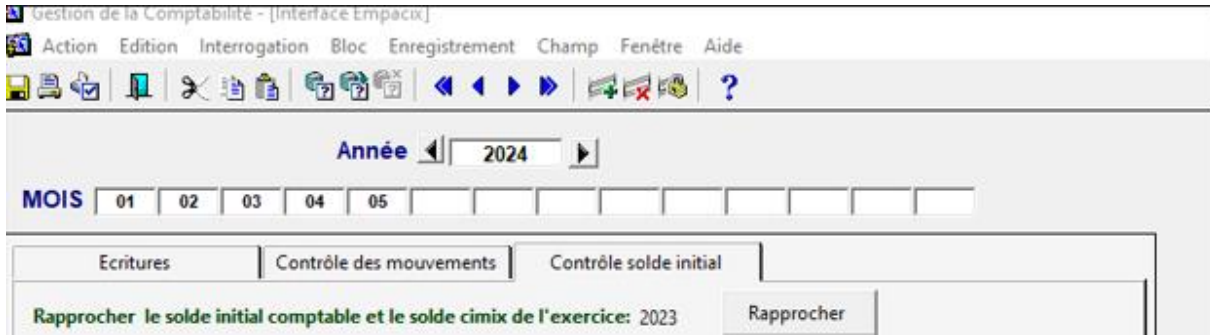 Gestion de la Comptabilité - [Interface Empacix]
Action Edition Interrogation Bloc Enregistrement Champ Fenêtre Aide
?
Année 2024
MOIS 01 02 03 04 05
Ecritures Contrôle des mouvements Contrôle solde initial
Rapprocher le solde initial comptable et le solde cimix de l'exercice: 2023 Rapprocher